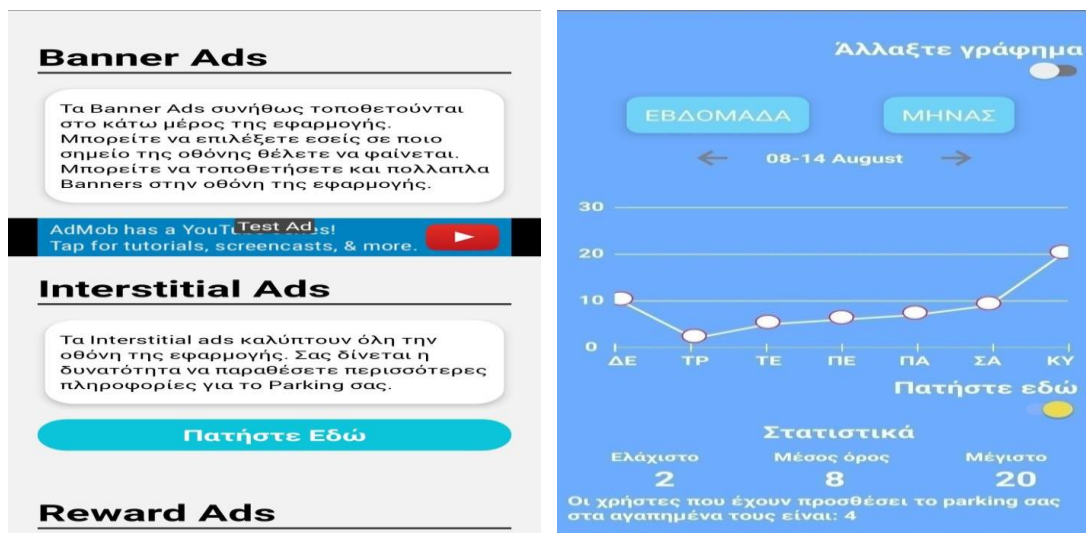 Banner Ads
Τα Banner Ads συνήθως τοποθετούνται
στο κάτω μέρος της εφαρμογής.
Μπορείτε να επιλέξετε εσείς σε ποιο
σημείο της οθόνης θέλετε να φαίνεται.
Μπορείτε να τοποθετήσετε και πολλαπλα
Banners στην οθόνη της εφαρμογής.
Test Ad
AdMob has a
Tap for tutorials, screencasts, & more.
Interstitial Ads
Τα Interstitial ads καλύπτουν όλη την
οθόνη της εφαρμογής. Σας δίνεται η
δυνατότητα να παραθέσετε περισσότερες
πληροφορίες για το Parking σας.
Πατήστε Εδώ
Reward Ads
Άλλαξτε γράφημα
ΕΒΔΟΜΑΔΑ ΜΗΝΑΣ
08-14 August
30
20
10
0
ΔΕ ΤΡ ΤΕ ΠΕ ΠΑ ΣΑ ΚΥ
Πατήστε εδώ
Στατιστικά
Ελάχιστο Μέσος όρος Μέγιστο
2 8 20
Οι χρήστες που έχουν προσθέσει το parking σας
στα αγαπημένα τους είναι: 4